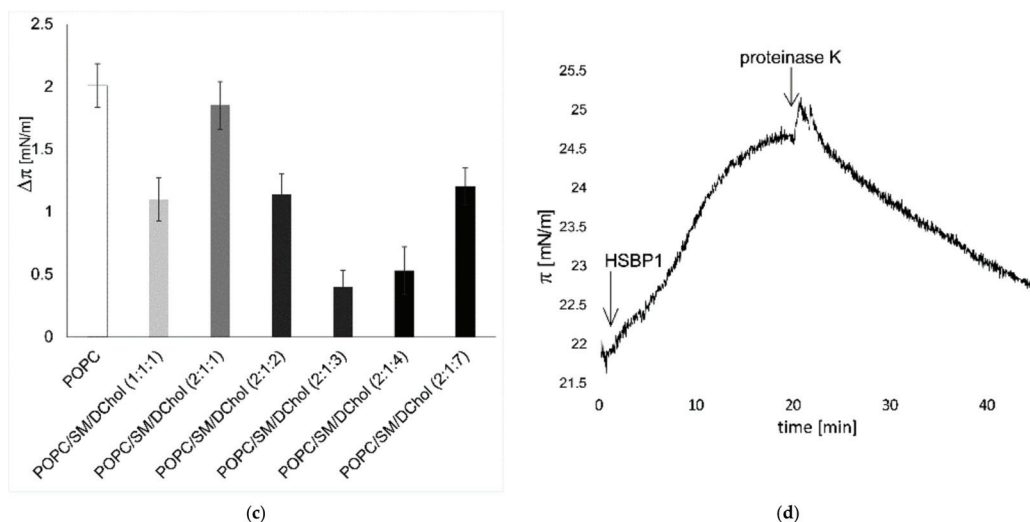 2.5
2
1.5
1
0.5
0
Δπ [mN/m]
POPC
POPC/SM/DChol (1:1:1)
POPC/SM/DChol (2:1:1)
POPC/SM/DChol (2:1:2)
POPC/SM/DChol (2:1:3)
POPC/SM/DChol (2:1:4)
POPC/SM/DChol (2:1:7)
(c)
proteinase K
HSBP1
25.5
25
24.5
24
23.5
23
22.5
22
21.5
π [mN/m]
0 10 20 30 40
time [min]
(d)